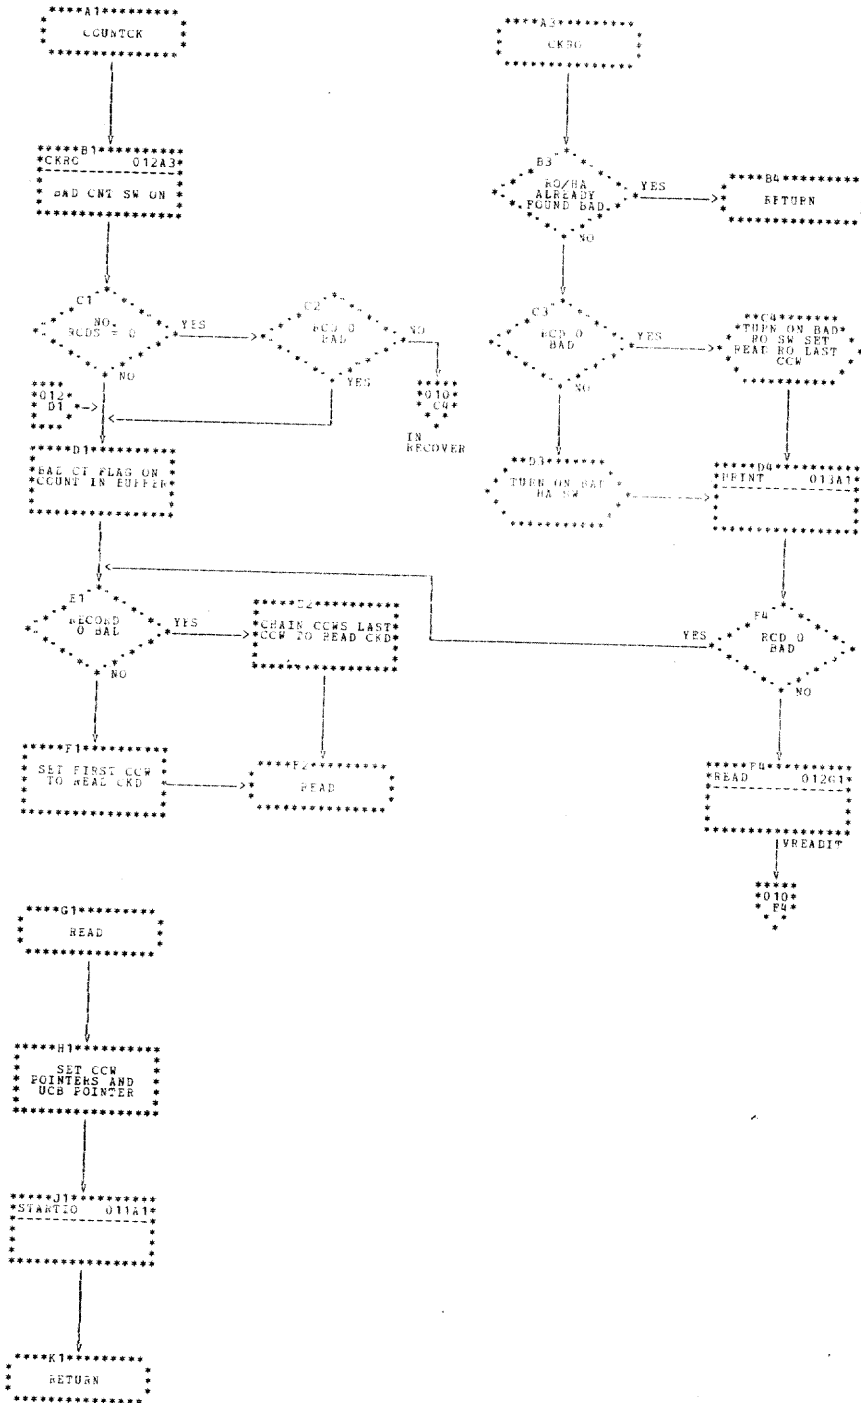 A1
COUNTCK
B1
CKRO 012A3
BAD CNT SW ON
C1
NO.
RCDS = 0
YES
NO
C2
RCD 0
BAD
NO
YES
010
C4
IN
RECOVER
012
D1
D1
BAD CT FLAG ON
COUNT IN BUFFER
E1
RECORD
0 BAD
YES
NO
E2
CHAIN CCWS LAST
CCW TO READ CKD
F1
SET FIRST CCW
TO READ CKD
F2
READ
G1
READ
H1
SET CCW
POINTERS AND
UCB POINTER
J1
STARTIO 011A1
K1
RETURN
A3
CKRO
B3
RO/HA
ALREADY
FOUND BAD
YES
NO
B4
RETURN
C3
RCD 0
BAD
YES
NO
C4
TURN ON BAD
RO SW SET
READ RO LAST
CCW
D3
TURN ON BAD
HA SW
D4
PRINT 013A1
E4
RCD 0
BAD
YES
NO
F4
READ 012G1
VREADIT
010
F4